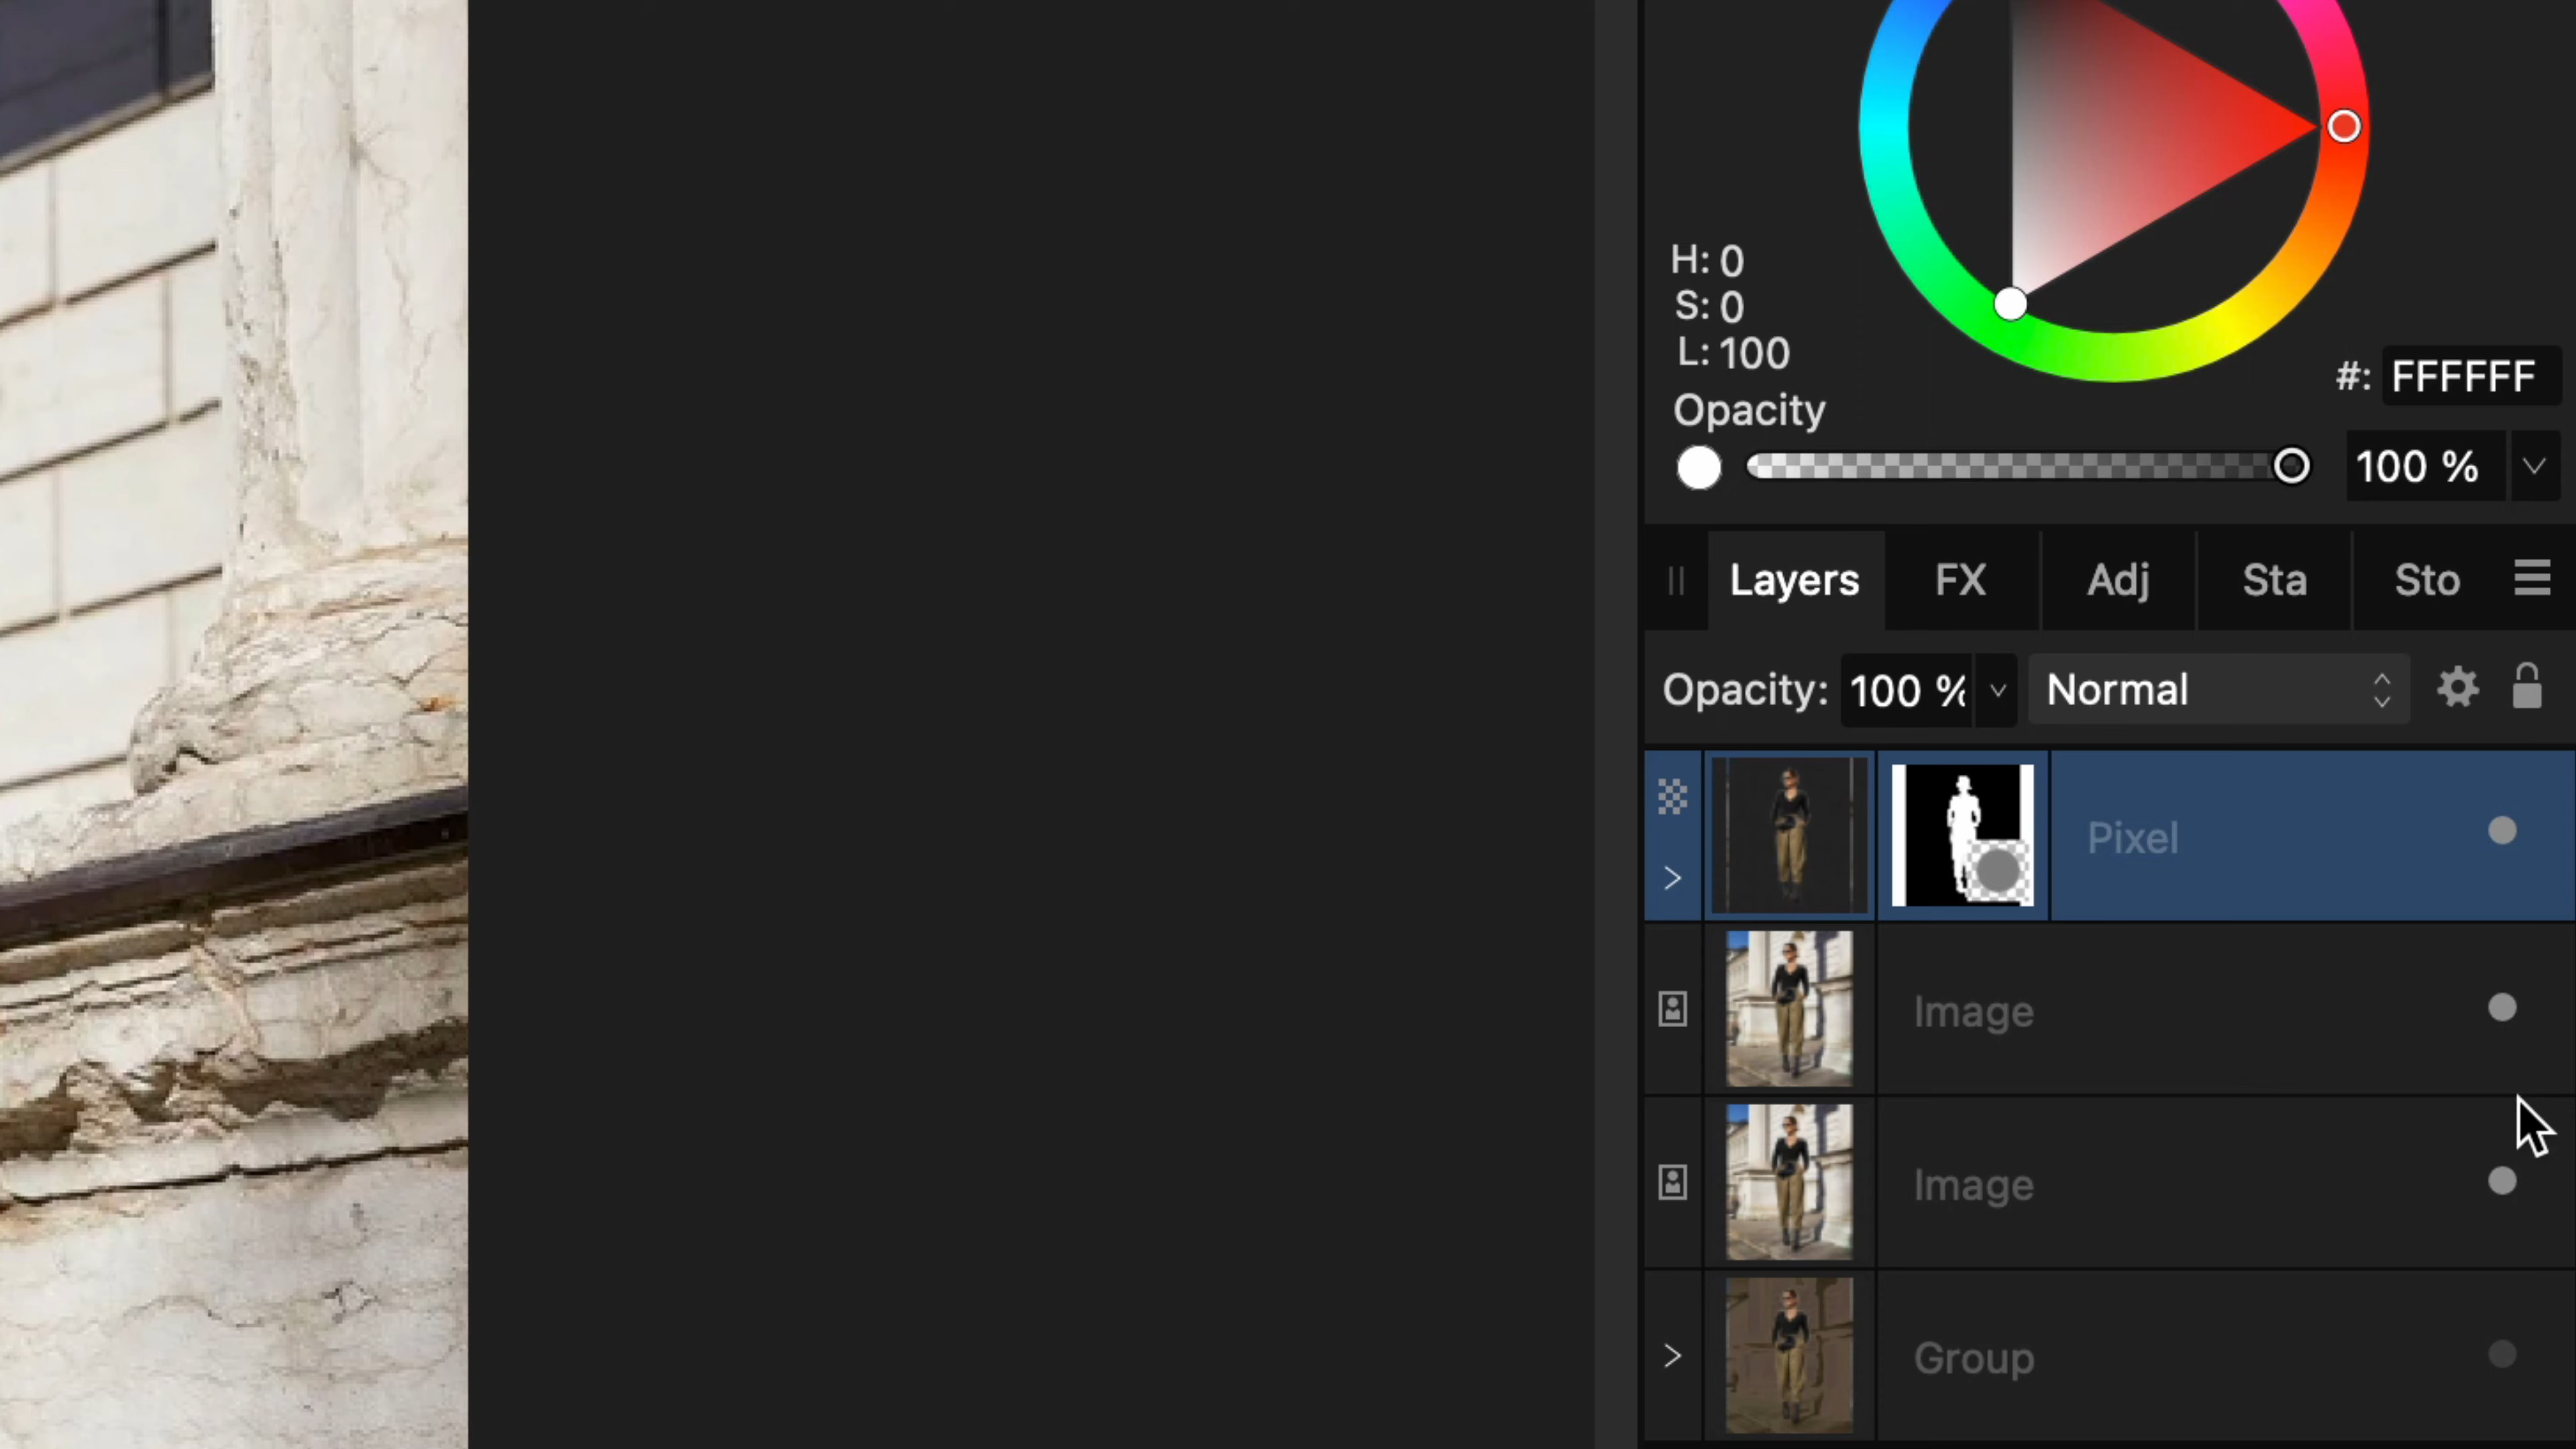 H: 0
S: 0
L: 100
#: FFFFFF
Opacity
100 %
Layers FX Adj Sta Sto
Opacity: 100 % Normal
Pixel
Image
Image
Group